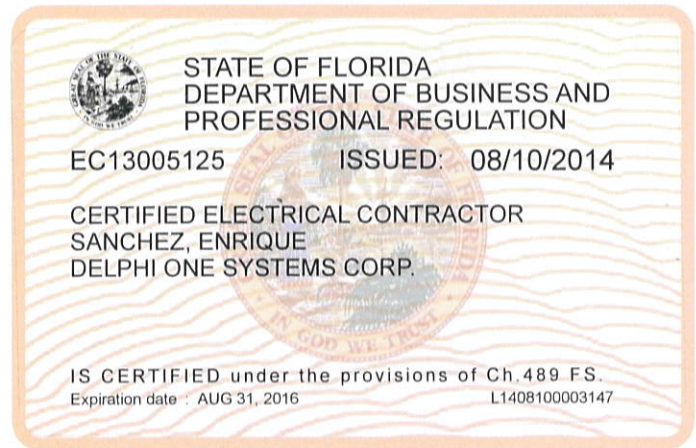 STATE OF FLORIDA
DEPARTMENT OF BUSINESS AND
PROFESSIONAL REGULATION
EC13005125 ISSUED: 08/10/2014
CERTIFIED ELECTRICAL CONTRACTOR
SANCHEZ, ENRIQUE
DELPHI ONE SYSTEMS CORP.
IN GOD WE TRUST
IS CERTIFIED under the provisions of Ch.489 FS.
Expiration date : AUG 31, 2016 L1408100003147